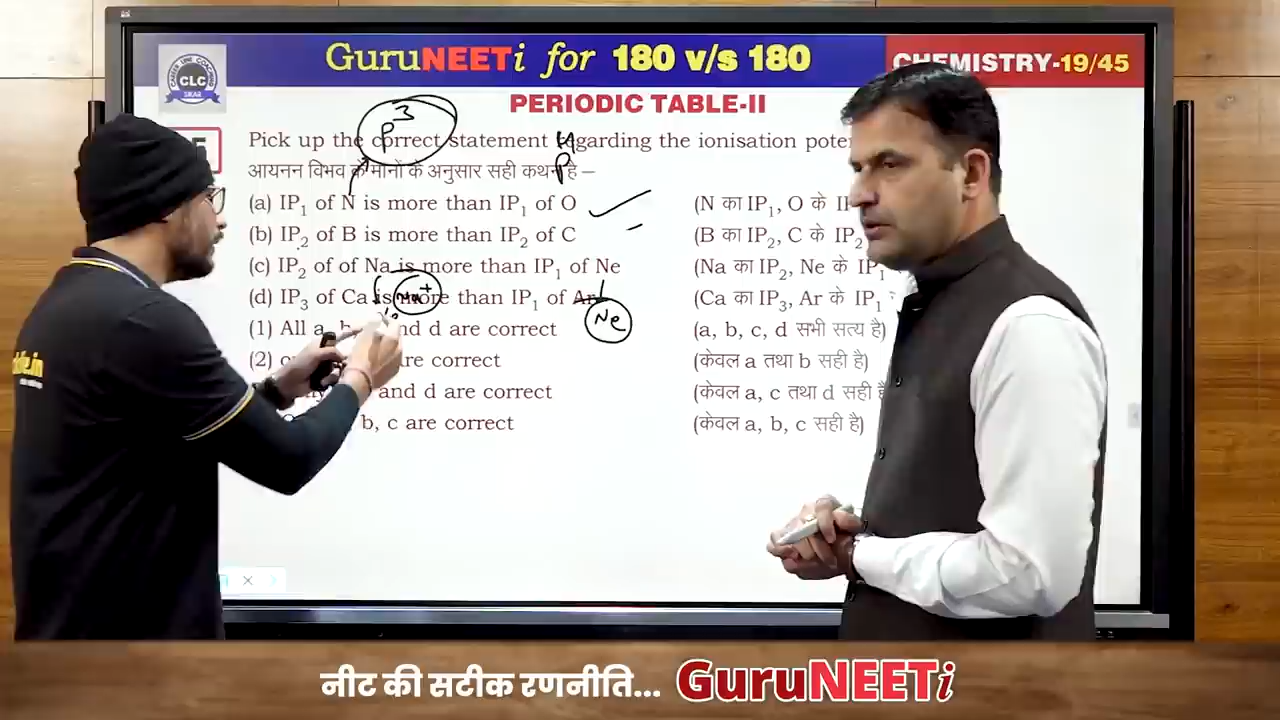 GuruNEETi for 180 v/s 180
CHEMISTRY-19/45
CLC
SIKAR
PERIODIC TABLE-II
p³
Pick up the correct statement regarding the ionisation
आयनन विभव के मानों के अनुसार सही कथन है –
(a) IP₁ of N is more than IP₁ of O
(N का IP₁, O के
(b) IP₂ of B is more than IP₂ of C
(B का IP₂, C के IP₂
(c) IP₂ of of Na is more than IP₁ of Ne
(Na का IP₂, Ne के IP₁
(d) IP₃ of Ca is more than IP₁ of Ar
(Ca का IP₃, Ar के IP₁
Na⁺
Ne
(1) All a, b, and d are correct
(a, b, c, d सभी सत्य है)
(2) are correct
(केवल a तथा b सही है)
and d are correct
(केवल a, c तथा d सही है
b, c are correct
(केवल a, b, c सही है)
नीट की सटीक रणनीति... GuruNEETi